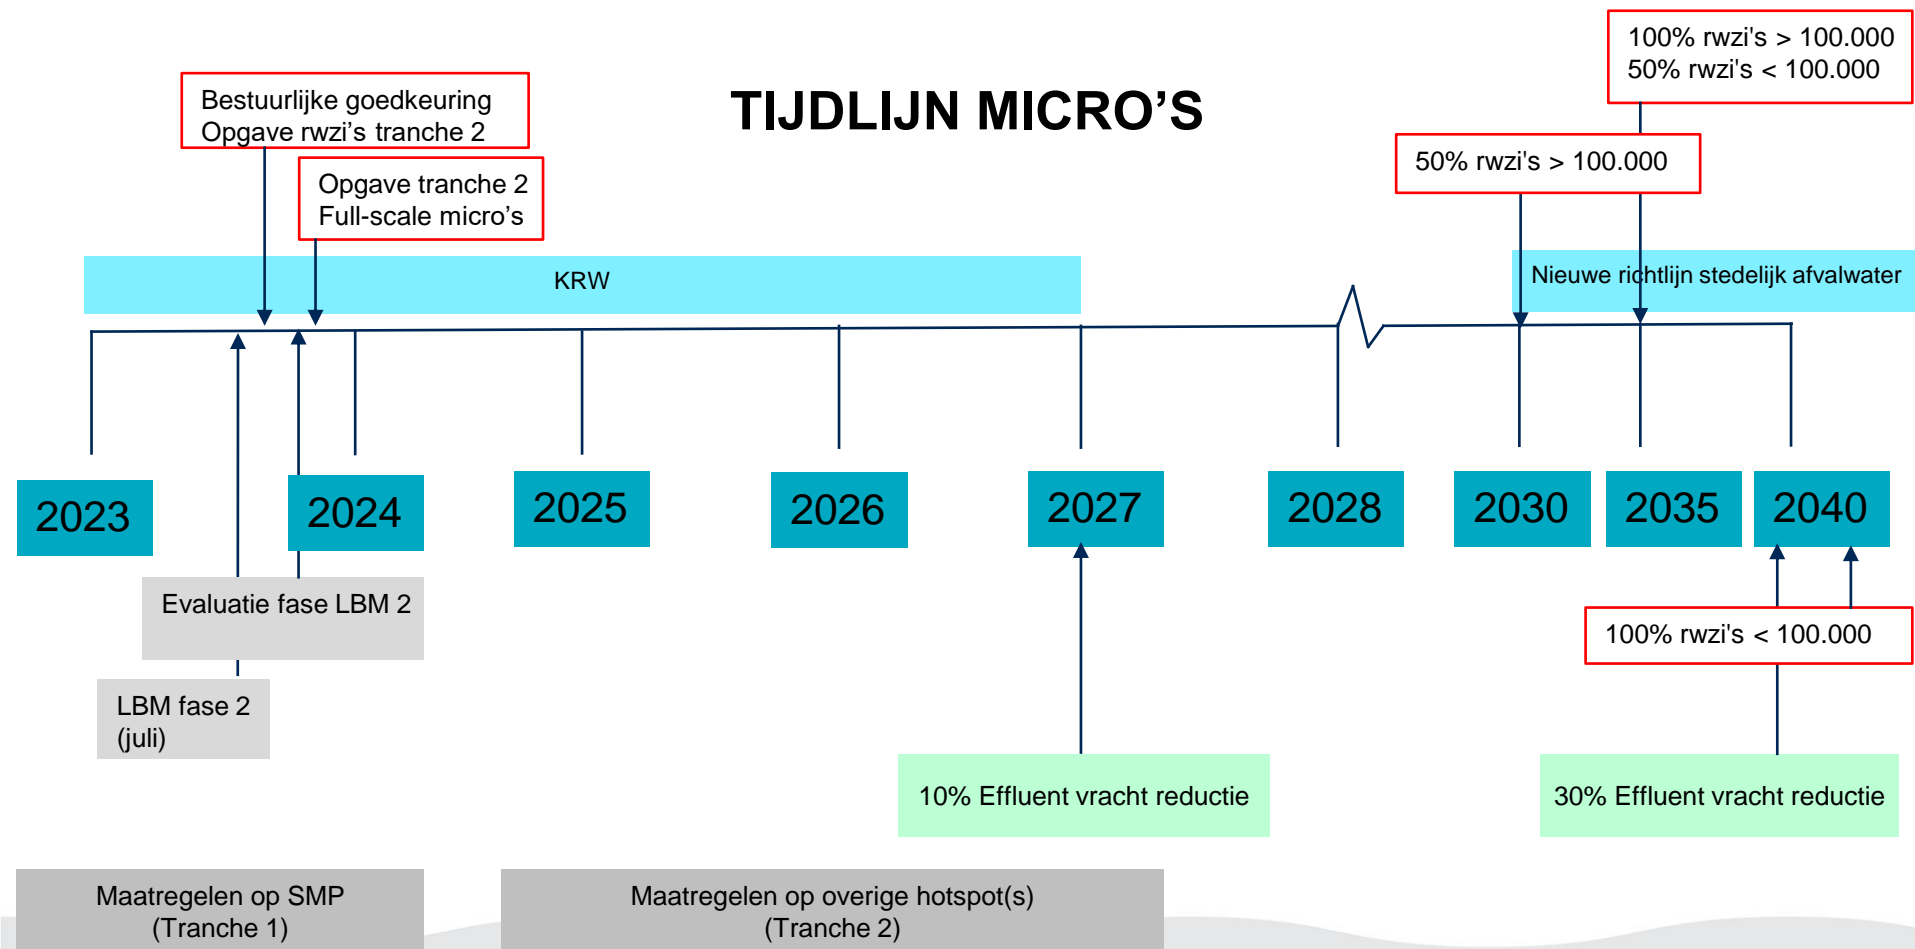 TIJDLIJN MICRO’S
Bestuurlijke goedkeuring
Opgave rwzi’s tranche 2
Opgave tranche 2
Full-scale micro’s
50% rwzi's > 100.000
100% rwzi's > 100.000
50% rwzi's < 100.000
KRW
Nieuwe richtlijn stedelijk afvalwater
2023
2024
2025
2026
2027
2028
2030
2035
2040
Evaluatie fase LBM 2
LBM fase 2
(juli)
100% rwzi's < 100.000
10% Effluent vracht reductie
30% Effluent vracht reductie
Maatregelen op SMP
(Tranche 1)
Maatregelen op overige hotspot(s)
(Tranche 2)